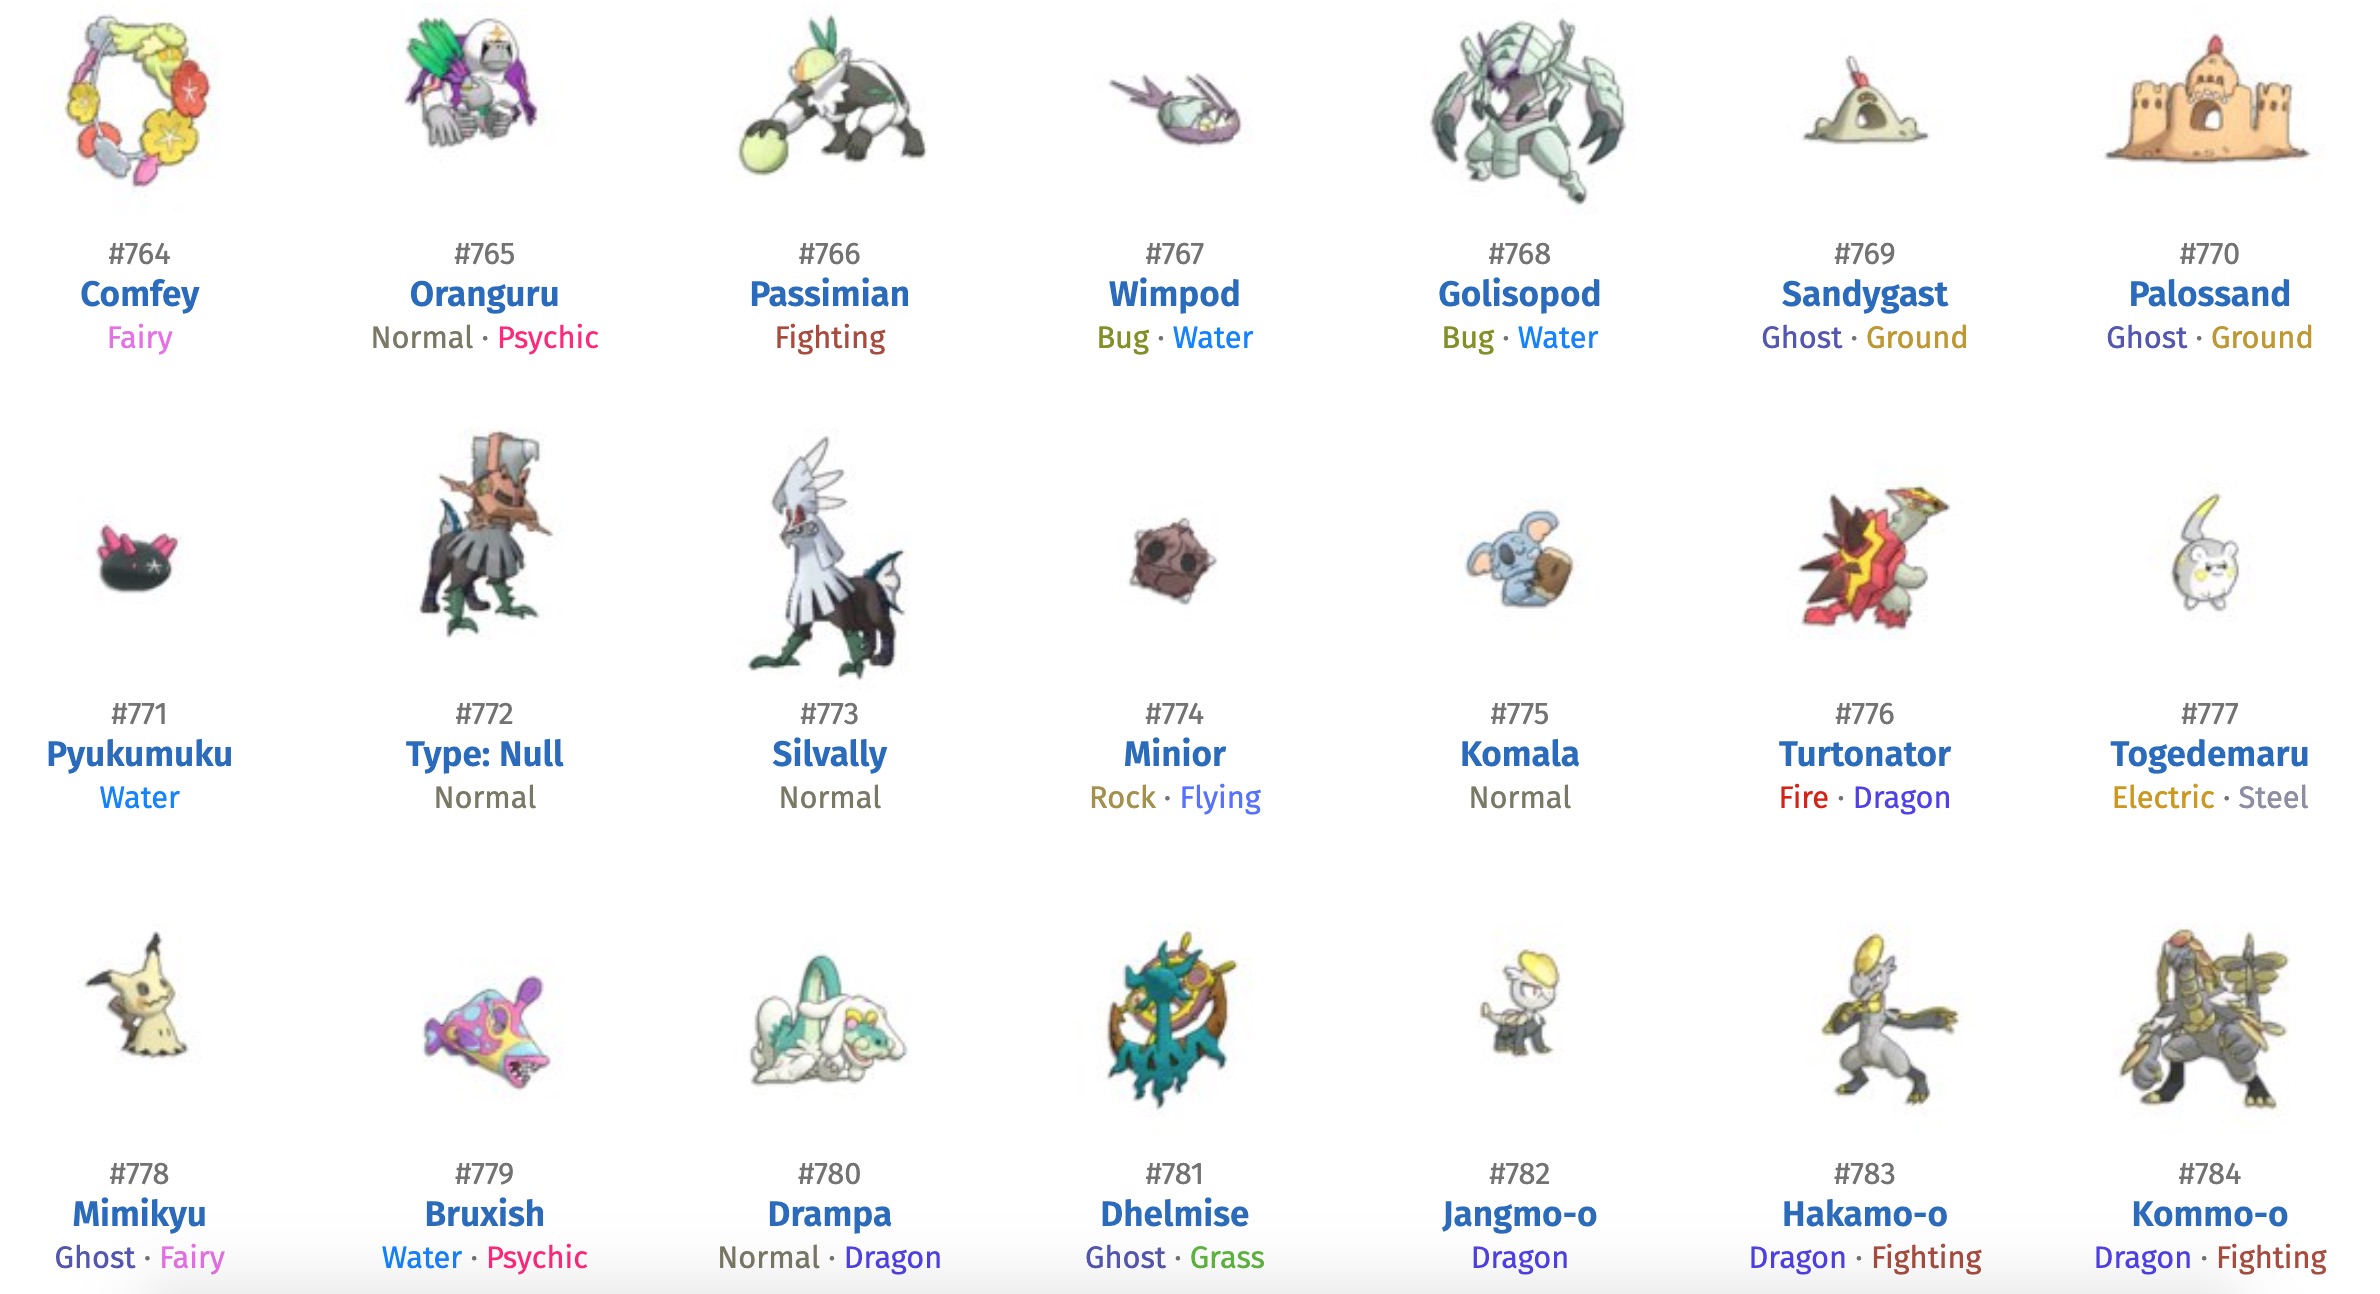 #764
Comfey
Fairy
#765
Oranguru
Normal · Psychic
#766
Passimian
Fighting
#767
Wimpod
Bug · Water
#768
Golisopod
Bug · Water
#769
Sandygast
Ghost · Ground
#770
Palossand
Ghost · Ground
#771
Pyukumuku
Water
#772
Type: Null
Normal
#773
Silvally
Normal
#774
Minior
Rock · Flying
#775
Komala
Normal
#776
Turtonator
Fire · Dragon
#777
Togedemaru
Electric · Steel
#778
Mimikyu
Ghost · Fairy
#779
Bruxish
Water · Psychic
#780
Drampa
Normal · Dragon
#781
Dhelmise
Ghost · Grass
#782
Jangmo-o
Dragon
#783
Hakamo-o
Dragon · Fighting
#784
Kommo-o
Dragon · Fighting